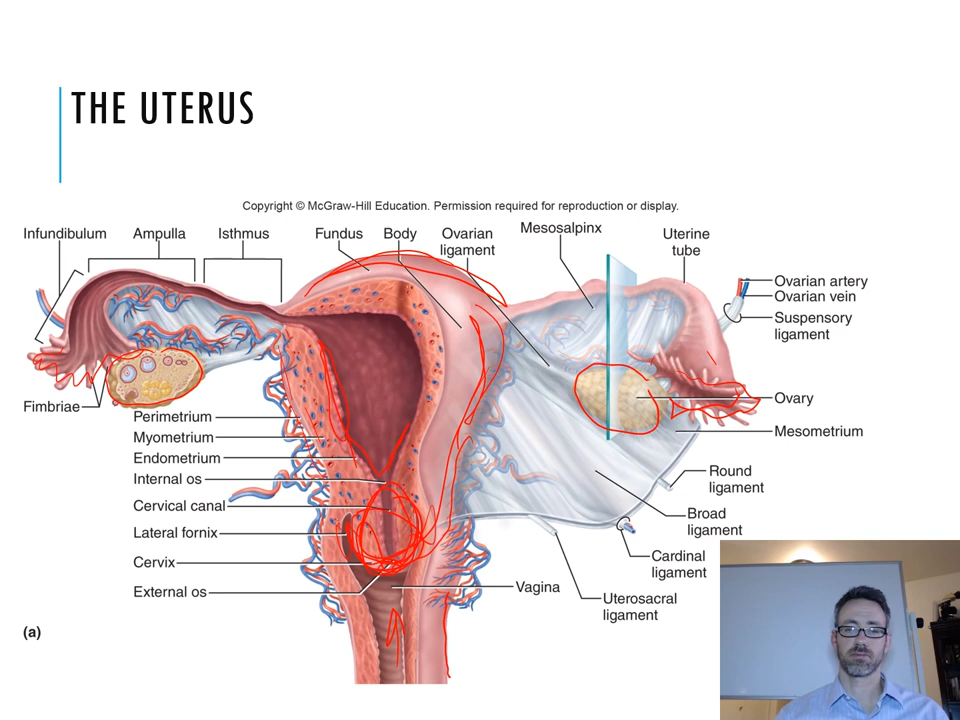 THE UTERUS
Copyright © McGraw-Hill Education. Permission required for reproduction or display.
Infundibulum
Ampulla
Isthmus
Fundus
Body
Ovarian
ligament
Mesosalpinx
Uterine
tube
Ovarian artery
Ovarian vein
Suspensory
ligament
Fimbriae
Perimetrium
Myometrium
Endometrium
Internal os
Cervical canal
Lateral fornix
Cervix
External os
Ovary
Mesometrium
Round
ligament
Broad
ligament
Cardinal
ligament
Uterosacral
ligament
Vagina
(a)